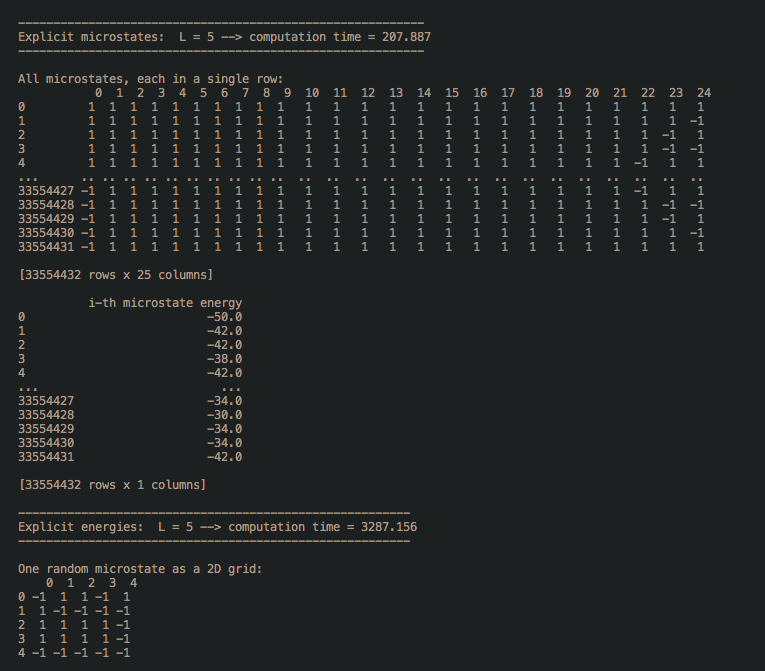 ----------------------------------------------------------
Explicit microstates:  L = 5 --> computation time = 207.887
----------------------------------------------------------
All microstates, each in a single row:
           0  1  2  3  4  5  6  7  8  9   10  11  12  13  14  15  16  17  18  19  20  21  22  23  24
0          1  1  1  1  1  1  1  1  1  1   1   1   1   1   1   1   1   1   1   1   1   1   1   1   1
1          1  1  1  1  1  1  1  1  1  1   1   1   1   1   1   1   1   1   1   1   1   1   1   1  -1
2          1  1  1  1  1  1  1  1  1  1   1   1   1   1   1   1   1   1   1   1   1   1   1  -1   1
3          1  1  1  1  1  1  1  1  1  1   1   1   1   1   1   1   1   1   1   1   1   1   1  -1  -1
4          1  1  1  1  1  1  1  1  1  1   1   1   1   1   1   1   1   1   1   1   1   1  -1   1   1
...       .. .. .. .. .. .. .. .. .. ..  ..  ..  ..  ..  ..  ..  ..  ..  ..  ..  ..  ..  ..  ..  ..
33554427 -1  1  1  1  1  1  1  1  1  1   1   1   1   1   1   1   1   1   1   1   1   1  -1   1   1
33554428 -1  1  1  1  1  1  1  1  1  1   1   1   1   1   1   1   1   1   1   1   1   1   1  -1  -1
33554429 -1  1  1  1  1  1  1  1  1  1   1   1   1   1   1   1   1   1   1   1   1   1   1  -1   1
33554430 -1  1  1  1  1  1  1  1  1  1   1   1   1   1   1   1   1   1   1   1   1   1   1   1  -1
33554431 -1  1  1  1  1  1  1  1  1  1   1   1   1   1   1   1   1   1   1   1   1   1   1   1   1
[33554432 rows x 25 columns]
          i-th microstate energy
0                          -50.0
1                          -42.0
2                          -42.0
3                          -38.0
4                          -42.0
...                          ...
33554427                   -34.0
33554428                   -30.0
33554429                   -34.0
33554430                   -34.0
33554431                   -42.0
[33554432 rows x 1 columns]
--------------------------------------------------------
Explicit energies:  L = 5 --> computation time = 3287.156
--------------------------------------------------------
One random microstate as a 2D grid:
   0  1  2  3  4
0 -1  1  1 -1  1
1  1 -1 -1 -1 -1
2  1  1  1  1 -1
3  1  1  1  1 -1
4 -1 -1 -1 -1 -1